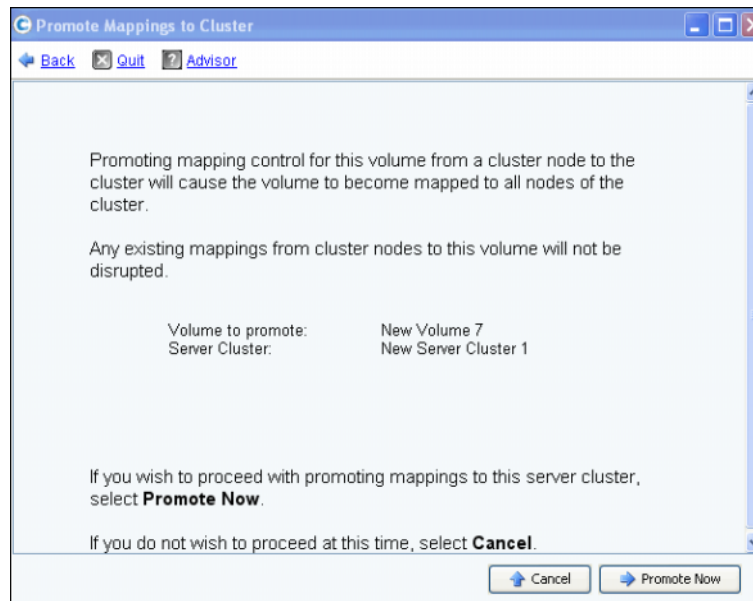 Promote Mappings to Cluster
Back Quit Advisor
Promoting mapping control for this volume from a cluster node to the
cluster will cause the volume to become mapped to all nodes of the
cluster.
Any existing mappings from cluster nodes to this volume will not be
disrupted.
Volume to promote: New Volume 7
Server Cluster: New Server Cluster 1
If you wish to proceed with promoting mappings to this server cluster,
select Promote Now.
If you do not wish to proceed at this time, select Cancel.
Cancel Promote Now